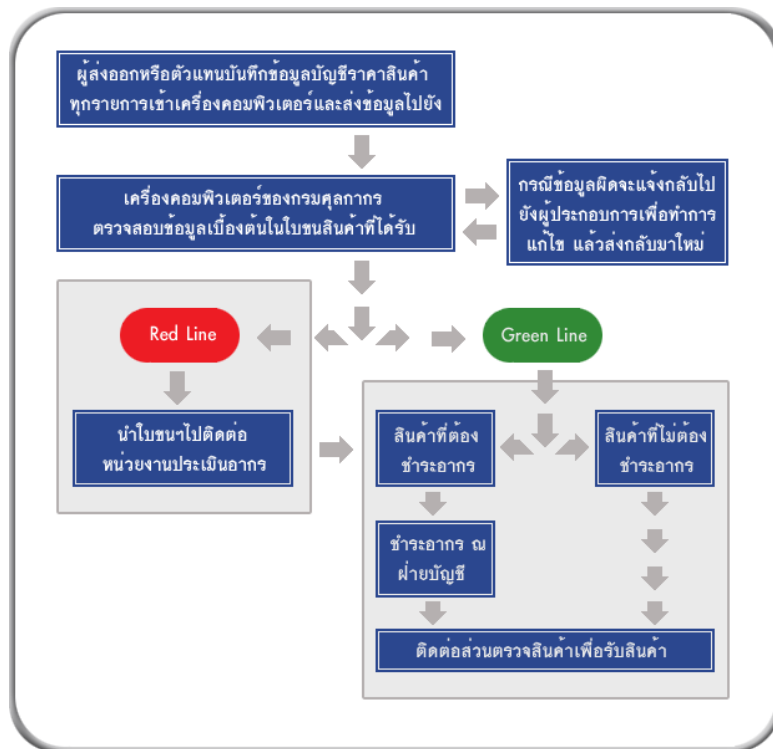 ผู้ส่งออกหรือตัวแทนบันทึกข้อมูลบัญชีราคาสินค้า
ทุกรายการเข้าเครื่องคอมพิวเตอร์และส่งข้อมูลไปยัง
เครื่องคอมพิวเตอร์ของกรมศุลกากร
ตรวจสอบข้อมูลเบื้องต้นในใบขนสินค้าที่ได้รับ
กรณีข้อมูลผิดจะแจ้งกลับไป
ยังผู้ประกอบการเพื่อทำการ
แก้ไข แล้วส่งกลับมาใหม่
Red Line
Green Line
นำใบขนฯไปติดต่อ
หน่วยงานประเมินอากร
สินค้าที่ต้อง
ชำระอากร
สินค้าที่ไม่ต้อง
ชำระอากร
ชำระอากร ณ
ฝ่ายบัญชี
ติดต่อส่วนตรวจสินค้าเพื่อรับสินค้า